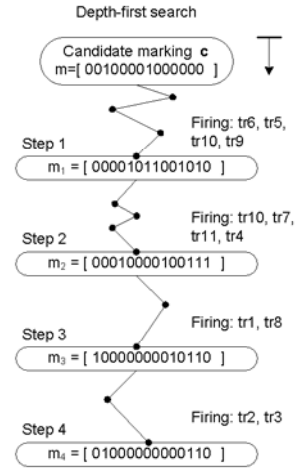 Depth-first search
Candidate marking c
m=[ 00100001000000 ]
Firing: tr6, tr5,
tr10, tr9
Step 1
m₁ = [ 00001011001010 ]
Firing: tr10, tr7,
tr11, tr4
Step 2
m₂ = [ 00010000100111 ]
Firing: tr1, tr8
Step 3
m₃ = [ 10000000010110 ]
Firing: tr2, tr3
Step 4
m₄ = [ 01000000000110 ]